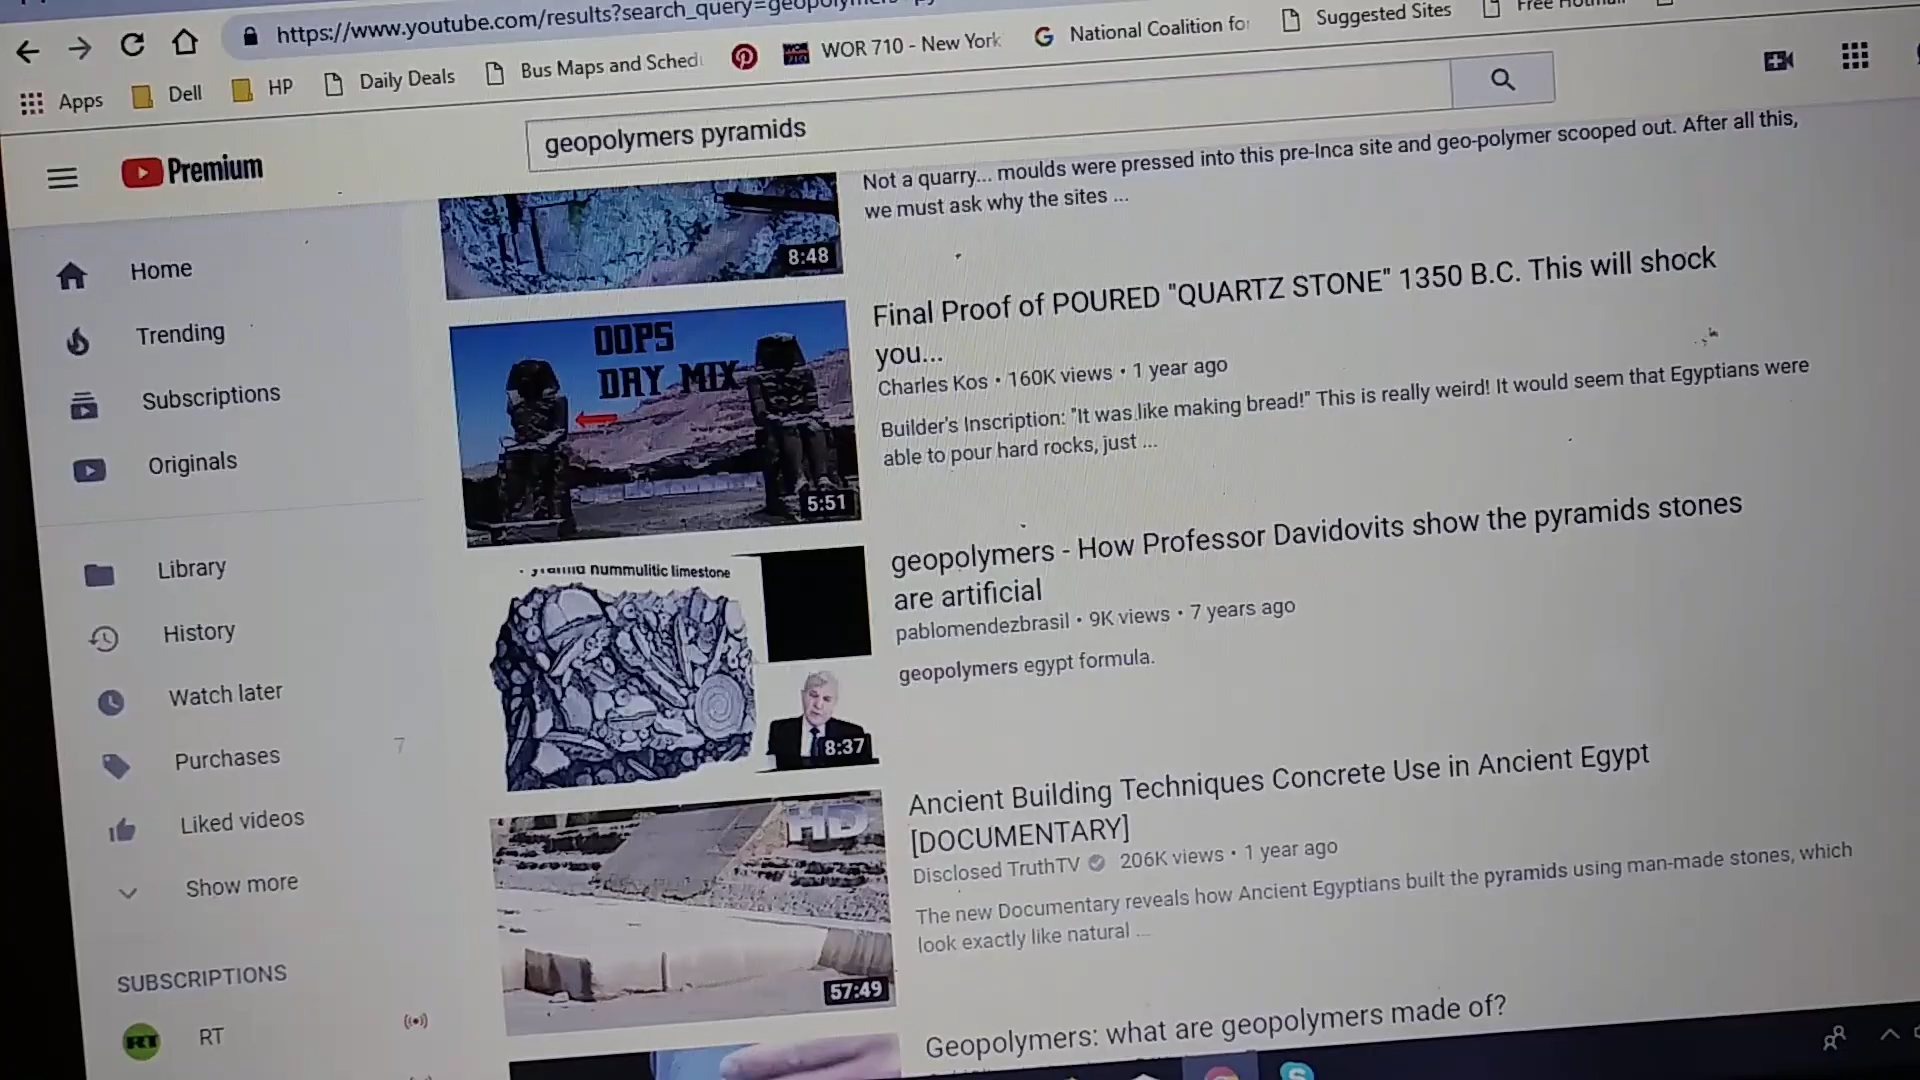 https://www.youtube.com/results?search_query=geopolymers
Apps
Dell
HP
Daily Deals
Bus Maps and Sched
WOR 710 - New York
National Coalition for
Suggested Sites
Free Hotmail
Premium
geopolymers pyramids
Home
Trending
Subscriptions
Originals
Library
History
Watch later
Purchases 7
Liked videos
Show more
SUBSCRIPTIONS
RT
RT
Not a quarry... moulds were pressed into this pre-Inca site and geo-polymer scooped out. After all this,
we must ask why the sites ...
8:48
OOPS
DRY MIX
5:51
Final Proof of POURED "QUARTZ STONE" 1350 B.C. This will shock
you...
Charles Kos • 160K views • 1 year ago
Builder's Inscription: "It was like making bread!" This is really weird! It would seem that Egyptians were
able to pour hard rocks, just ...
nummulitic limestone
8:37
geopolymers - How Professor Davidovits show the pyramids stones
are artificial
pablomendezbrasil • 9K views • 7 years ago
geopolymers egypt formula.
HD
57:49
Ancient Building Techniques Concrete Use in Ancient Egypt
[DOCUMENTARY]
Disclosed TruthTV 206K views • 1 year ago
The new Documentary reveals how Ancient Egyptians built the pyramids using man-made stones, which
look exactly like natural ...
Geopolymers: what are geopolymers made of?